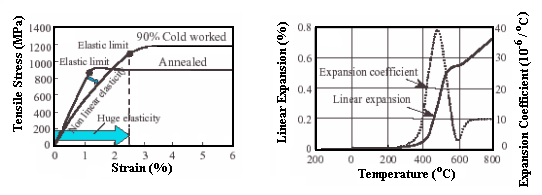 Tensile Stress (MPa)
1400
1200
1000
800
600
400
200
0
90% Cold worked
Elastic limit
Elastic limit
Annealed
Non linear elasticity
Huge elasticity
0 1 2 3 4 5 6
Strain (%)
Linear Expansion (%)
0.8
0.6
0.4
0.2
0
Expansion coefficient
Linear expansion
40
30
20
10
0
Expansion Coefficient (10⁻⁶ / °C)
200 0 200 400 600 800
Temperature (°C)